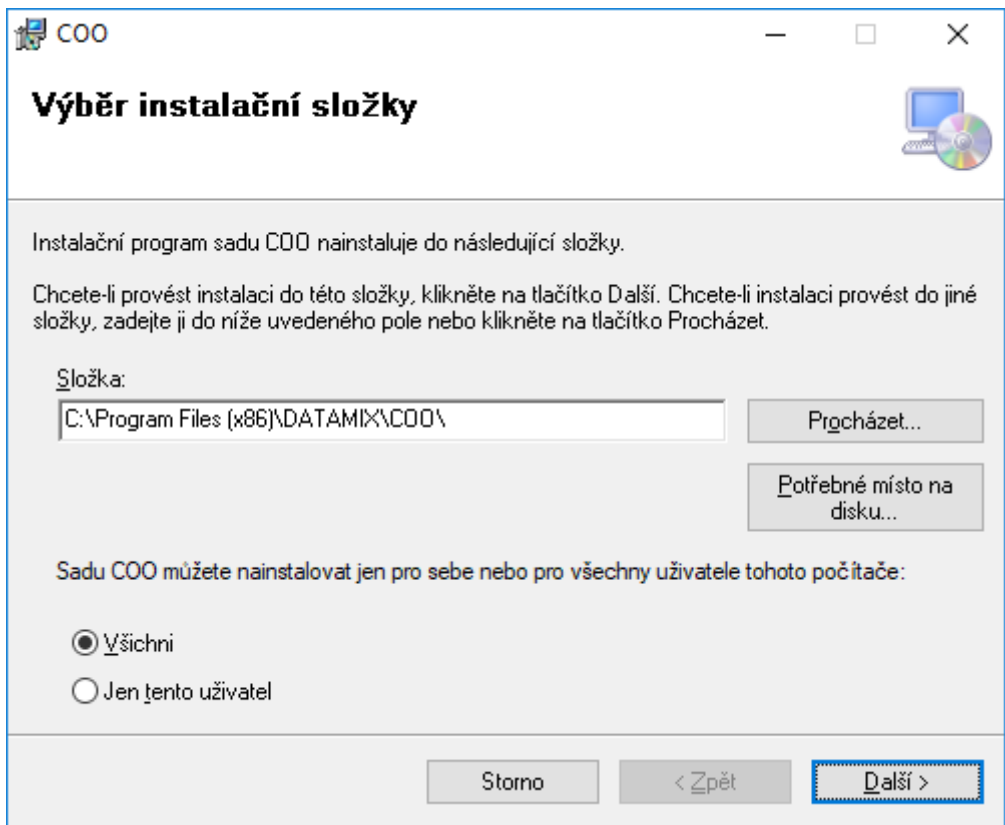 COO
Výběr instalační složky
Instalační program sadu COO nainstaluje do následující složky.
Chcete-li provést instalaci do této složky, klikněte na tlačítko Další. Chcete-li instalaci provést do jiné
složky, zadejte ji do níže uvedeného pole nebo klikněte na tlačítko Procházet.
Složka:
C:\Program Files (x86)\DATAMIX\COO\
Procházet...
Potřebné místo na
disku...
Sadu COO můžete nainstalovat jen pro sebe nebo pro všechny uživatele tohoto počítače:
Všichni
Jen tento uživatel
Storno
< Zpět
Další >